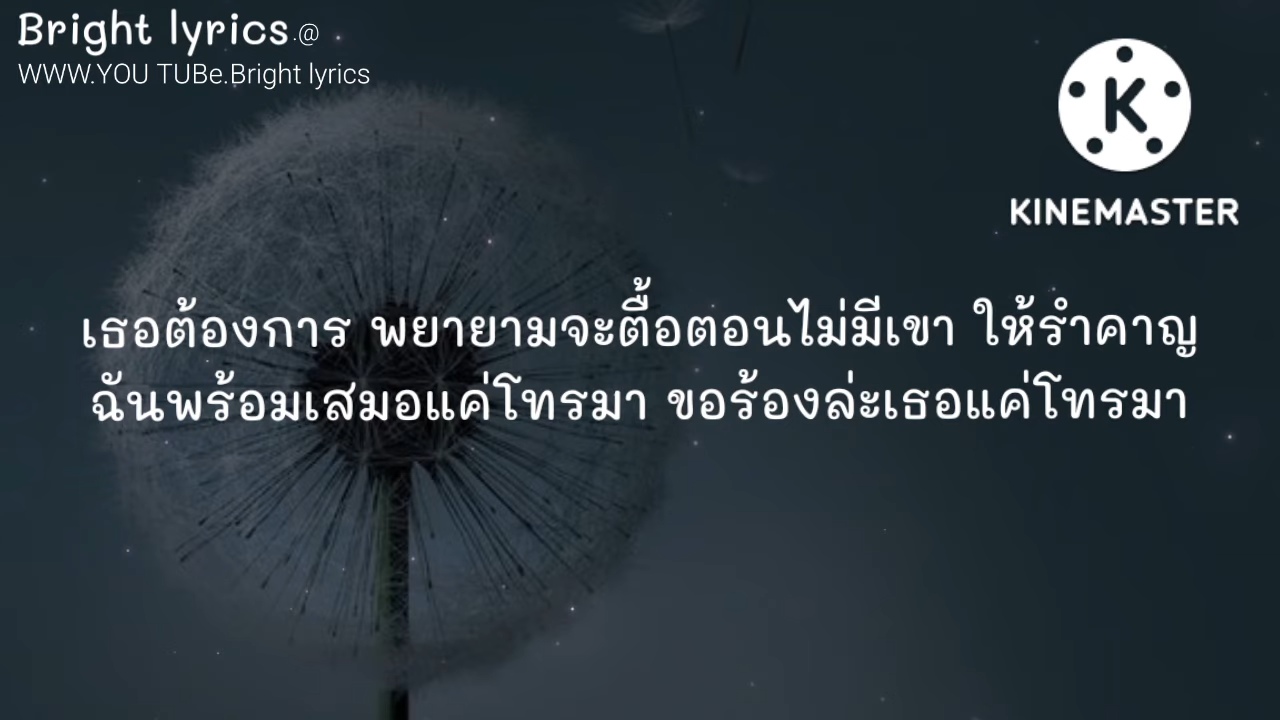 Bright lyrics.@
WWW.YOU TUBe.Bright lyrics
KINEMASTER
เธอต้องการ พยายามจะตื้อตอนไม่มีเขา ให้รำคาญ
ฉันพร้อมเสมอแค่โทรมา ขอร้องล่ะเธอแค่โทรมา